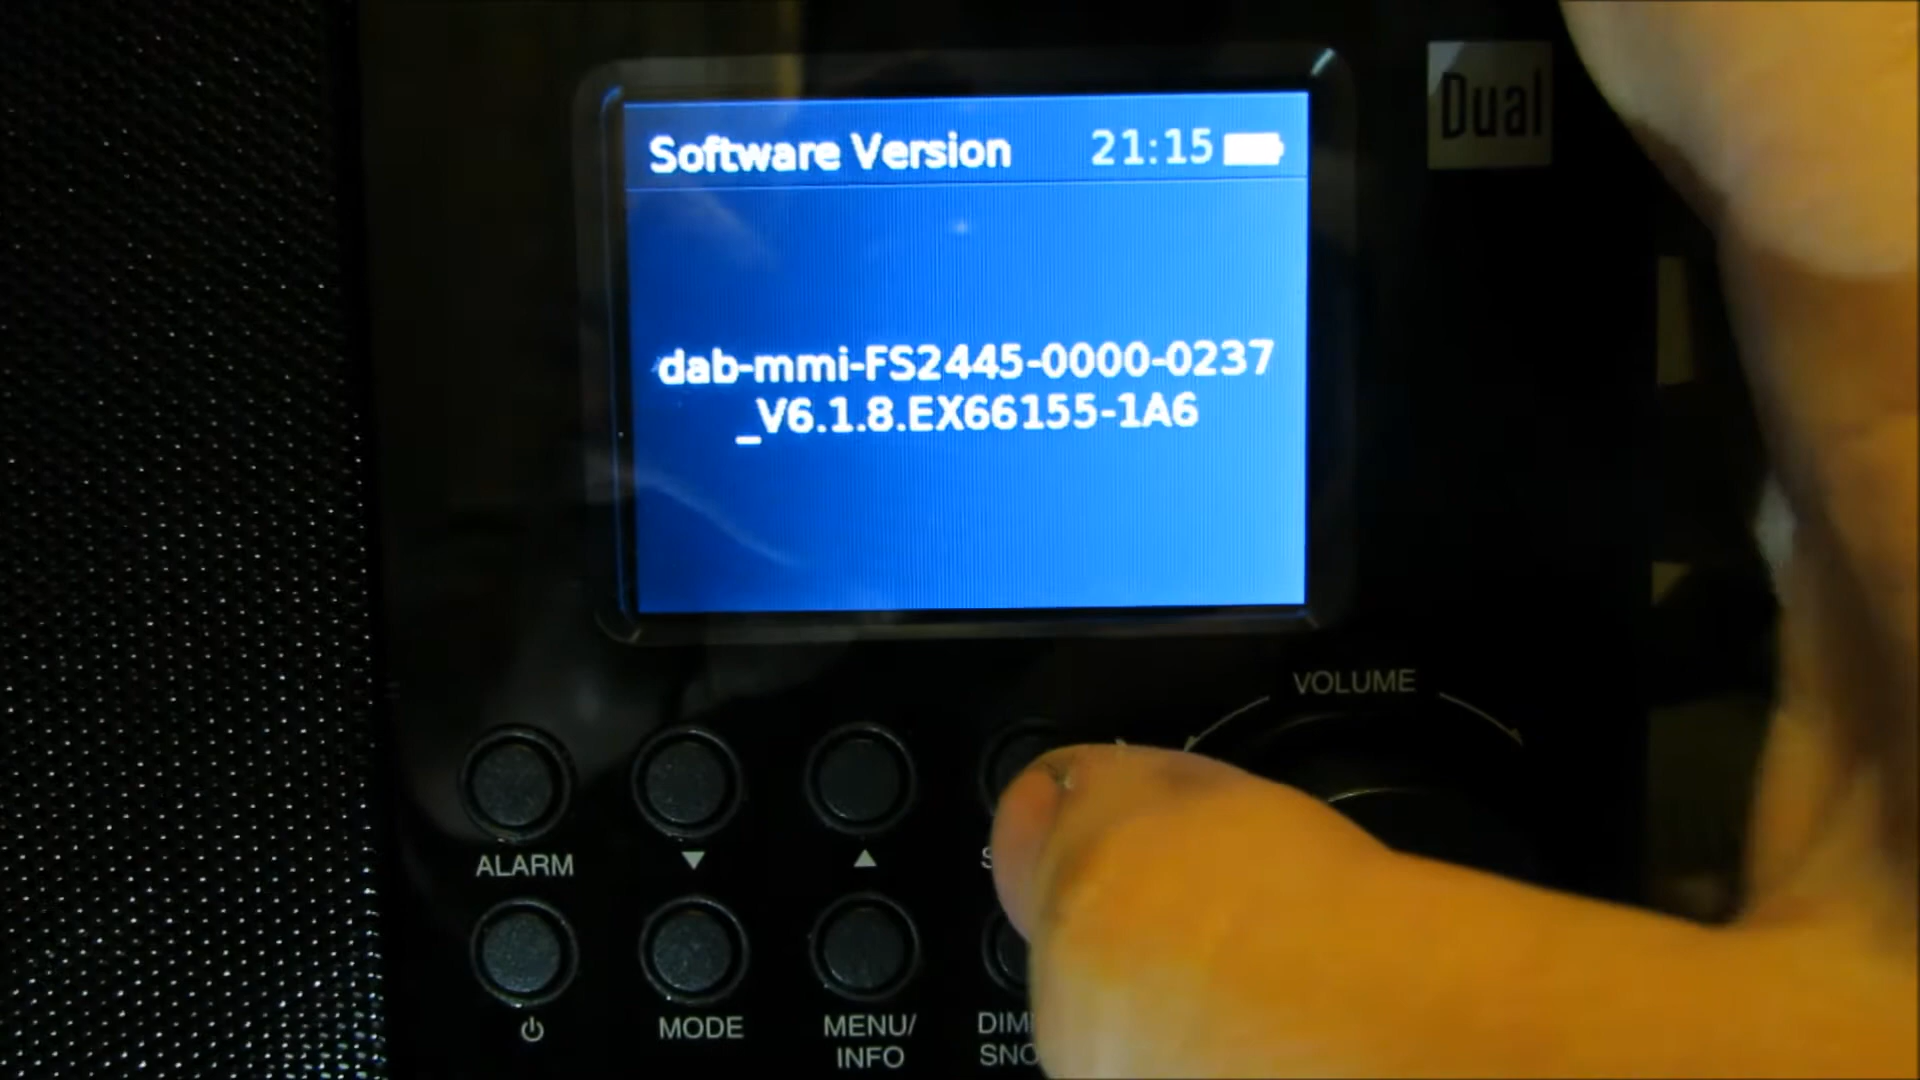 Software Version 21:15
Dual
dab-mmi-FS2445-0000-0237
_V6.1.8.EX66155-1A6
VOLUME
ALARM ▼ ▲
MODE MENU/
INFO